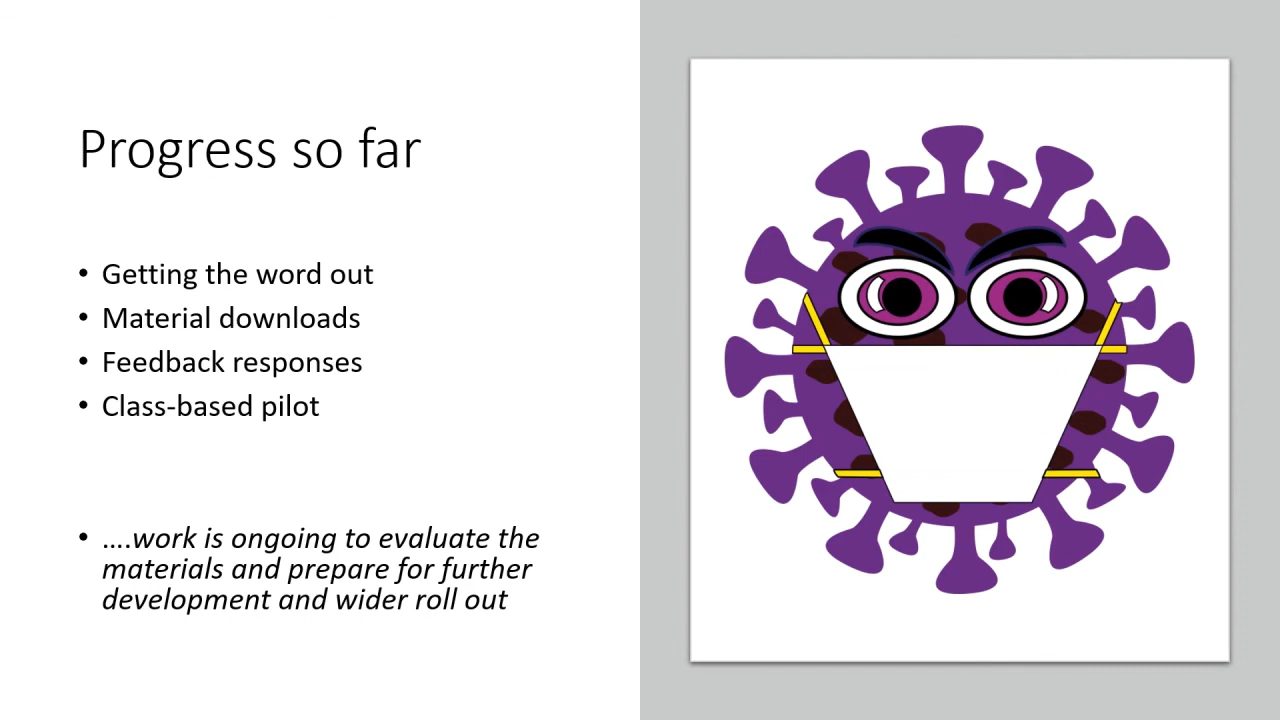 Progress so far
• Getting the word out
• Material downloads
• Feedback responses
• Class-based pilot
• ....work is ongoing to evaluate the
materials and prepare for further
development and wider roll out